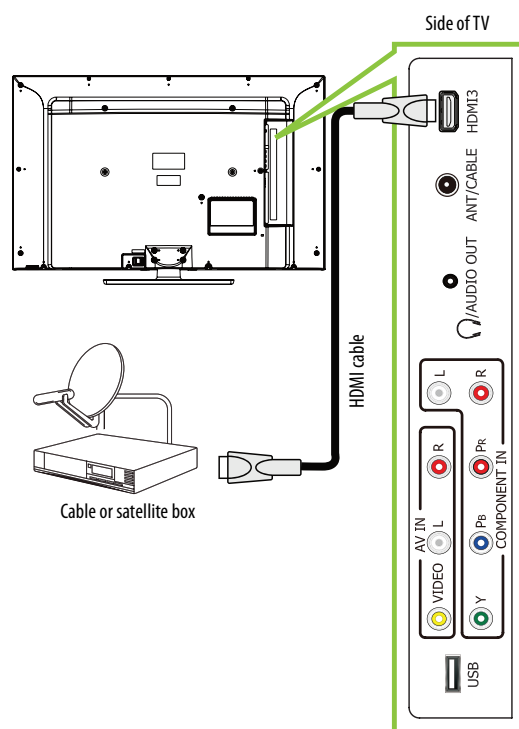 Side of TV
HDMI3
ANT/CABLE
/AUDIO OUT
HDMI cable
L
R
R
PR
COMPONENT IN
AV IN
L
PB
VIDEO
Y
USB
Cable or satellite box